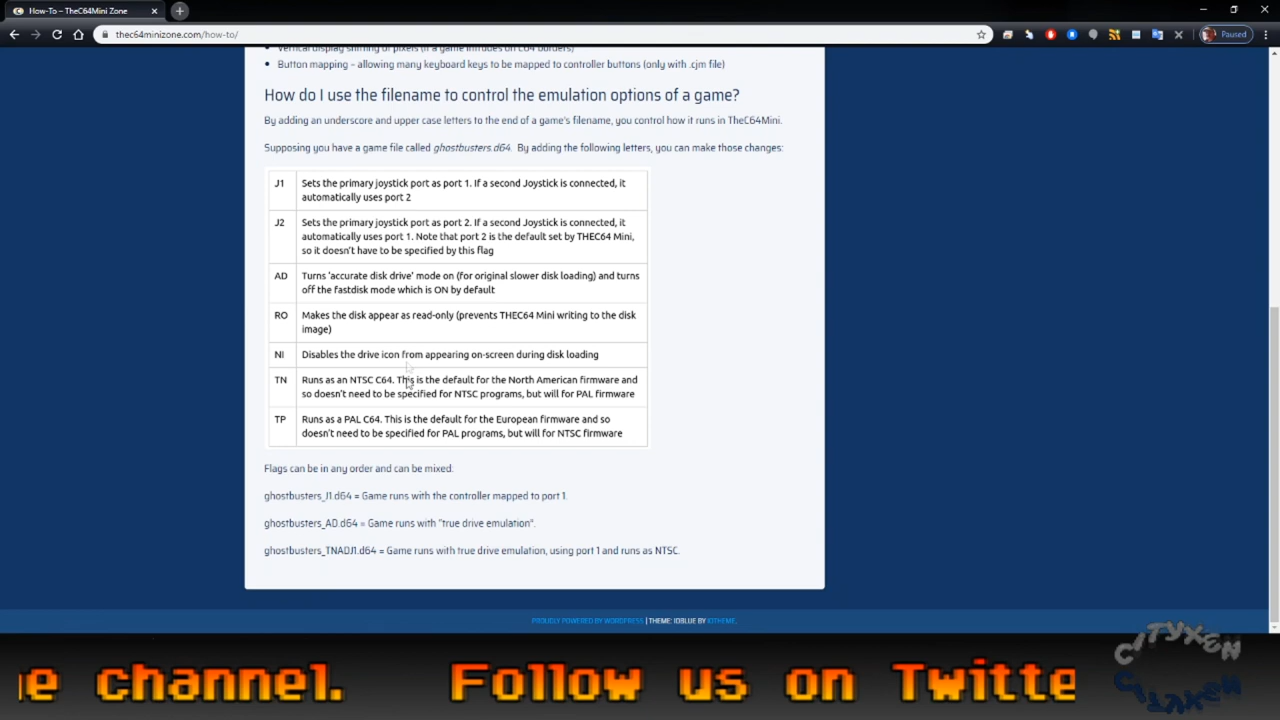 How-To – TheC64Mini Zone
thec64minizone.com/how-to/
Paused
Vertical display shifting of pixels (if a game intrudes on C64 borders)
Button mapping – allowing many keyboard keys to be mapped to controller buttons (only with .cjm file)
How do I use the filename to control the emulation options of a game?
By adding an underscore and upper case letters to the end of a game's filename, you control how it runs in TheC64Mini.
Supposing you have a game file called ghostbusters.d64. By adding the following letters, you can make those changes:
J1 Sets the primary joystick port as port 1. If a second Joystick is connected, it
automatically uses port 2
J2 Sets the primary joystick port as port 2. If a second Joystick is connected, it
automatically uses port 1. Note that port 2 is the default set by THEC64 Mini,
so it doesn't have to be specified by this flag
AD Turns 'accurate disk drive' mode on (for original slower disk loading) and turns
off the fastdisk mode which is ON by default
RO Makes the disk appear as read-only (prevents THEC64 Mini writing to the disk
image)
NI Disables the drive icon from appearing on-screen during disk loading
TN Runs as an NTSC C64. This is the default for the North American firmware and
so doesn't need to be specified for NTSC programs, but will for PAL firmware
TP Runs as a PAL C64. This is the default for the European firmware and so
doesn't need to be specified for PAL programs, but will for NTSC firmware
Flags can be in any order and can be mixed:
ghostbusters_J1.d64 = Game runs with the controller mapped to port 1.
ghostbusters_AD.d64 = Game runs with "true drive emulation".
ghostbusters_TNADJ1.d64 = Game runs with true drive emulation, using port 1 and runs as NTSC.
PROUDLY POWERED BY WORDPRESS | THEME: IOBLUE BY KITHEME.
e channel. Follow us on Twitte
CITYXEN
CITYXEN